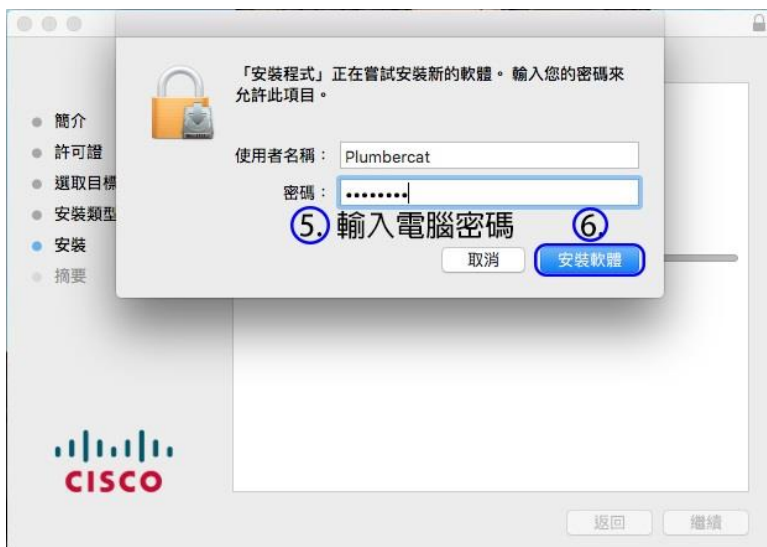 「安裝程式」正在嘗試安裝新的軟體。輸入您的密碼來
允許此項目。
使用者名稱：
Plumbercat
密碼：
••••••••
⑤. 輸入電腦密碼
⑥.
取消
安裝軟體
簡介
許可證
選取目標
安裝類型
安裝
摘要
CISCO
返回
繼續